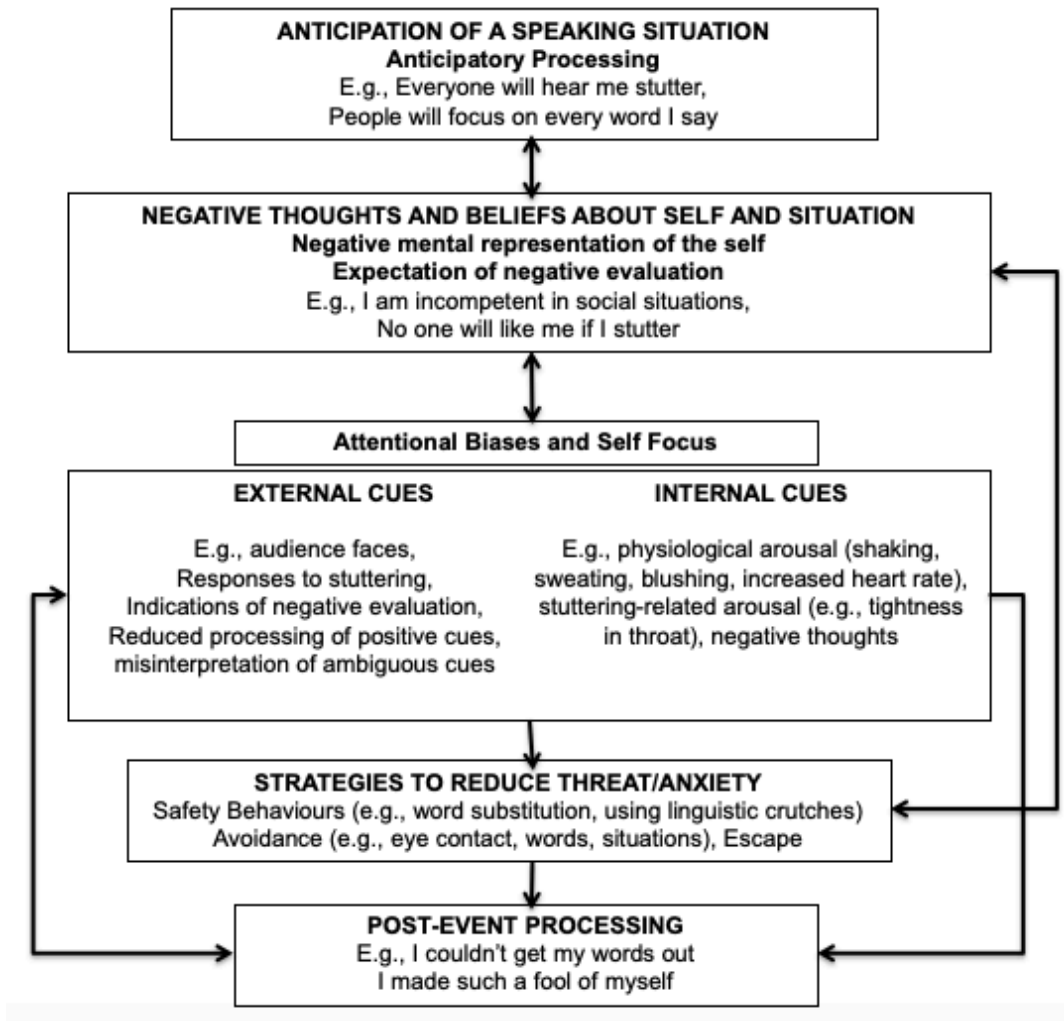 ANTICIPATION OF A SPEAKING SITUATION
Anticipatory Processing
E.g., Everyone will hear me stutter,
People will focus on every word I say
NEGATIVE THOUGHTS AND BELIEFS ABOUT SELF AND SITUATION
Negative mental representation of the self
Expectation of negative evaluation
E.g., I am incompetent in social situations,
No one will like me if I stutter
Attentional Biases and Self Focus
EXTERNAL CUES
E.g., audience faces,
Responses to stuttering,
Indications of negative evaluation,
Reduced processing of positive cues,
misinterpretation of ambiguous cues
INTERNAL CUES
E.g., physiological arousal (shaking,
sweating, blushing, increased heart rate),
stuttering-related arousal (e.g., tightness
in throat), negative thoughts
STRATEGIES TO REDUCE THREAT/ANXIETY
Safety Behaviours (e.g., word substitution, using linguistic crutches)
Avoidance (e.g., eye contact, words, situations), Escape
POST-EVENT PROCESSING
E.g., I couldn't get my words out
I made such a fool of myself